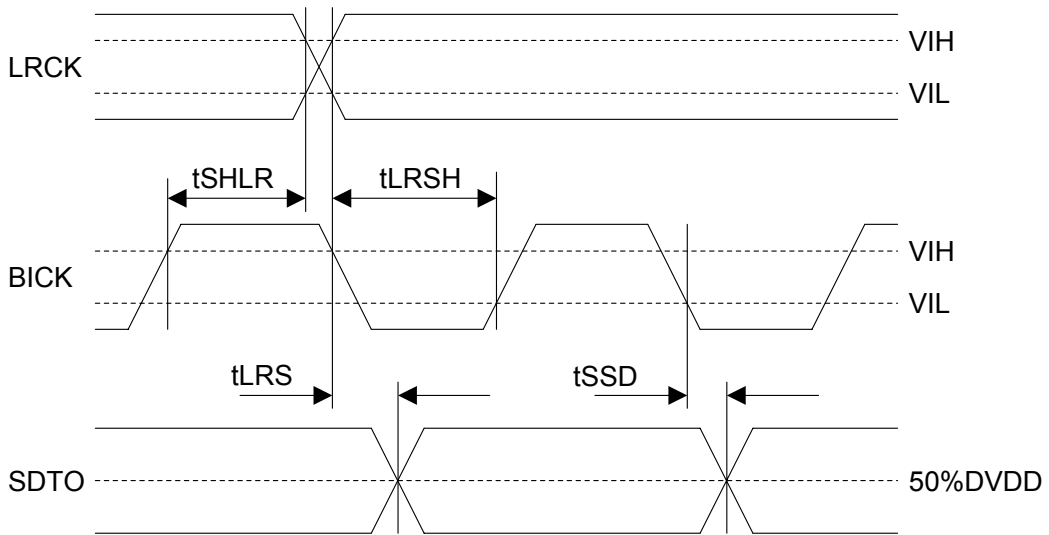 LRCK
VIH
VIL
tSHLR
tLRSH
BICK
VIH
VIL
tLRS
tSSD
SDTO
50%DVDD